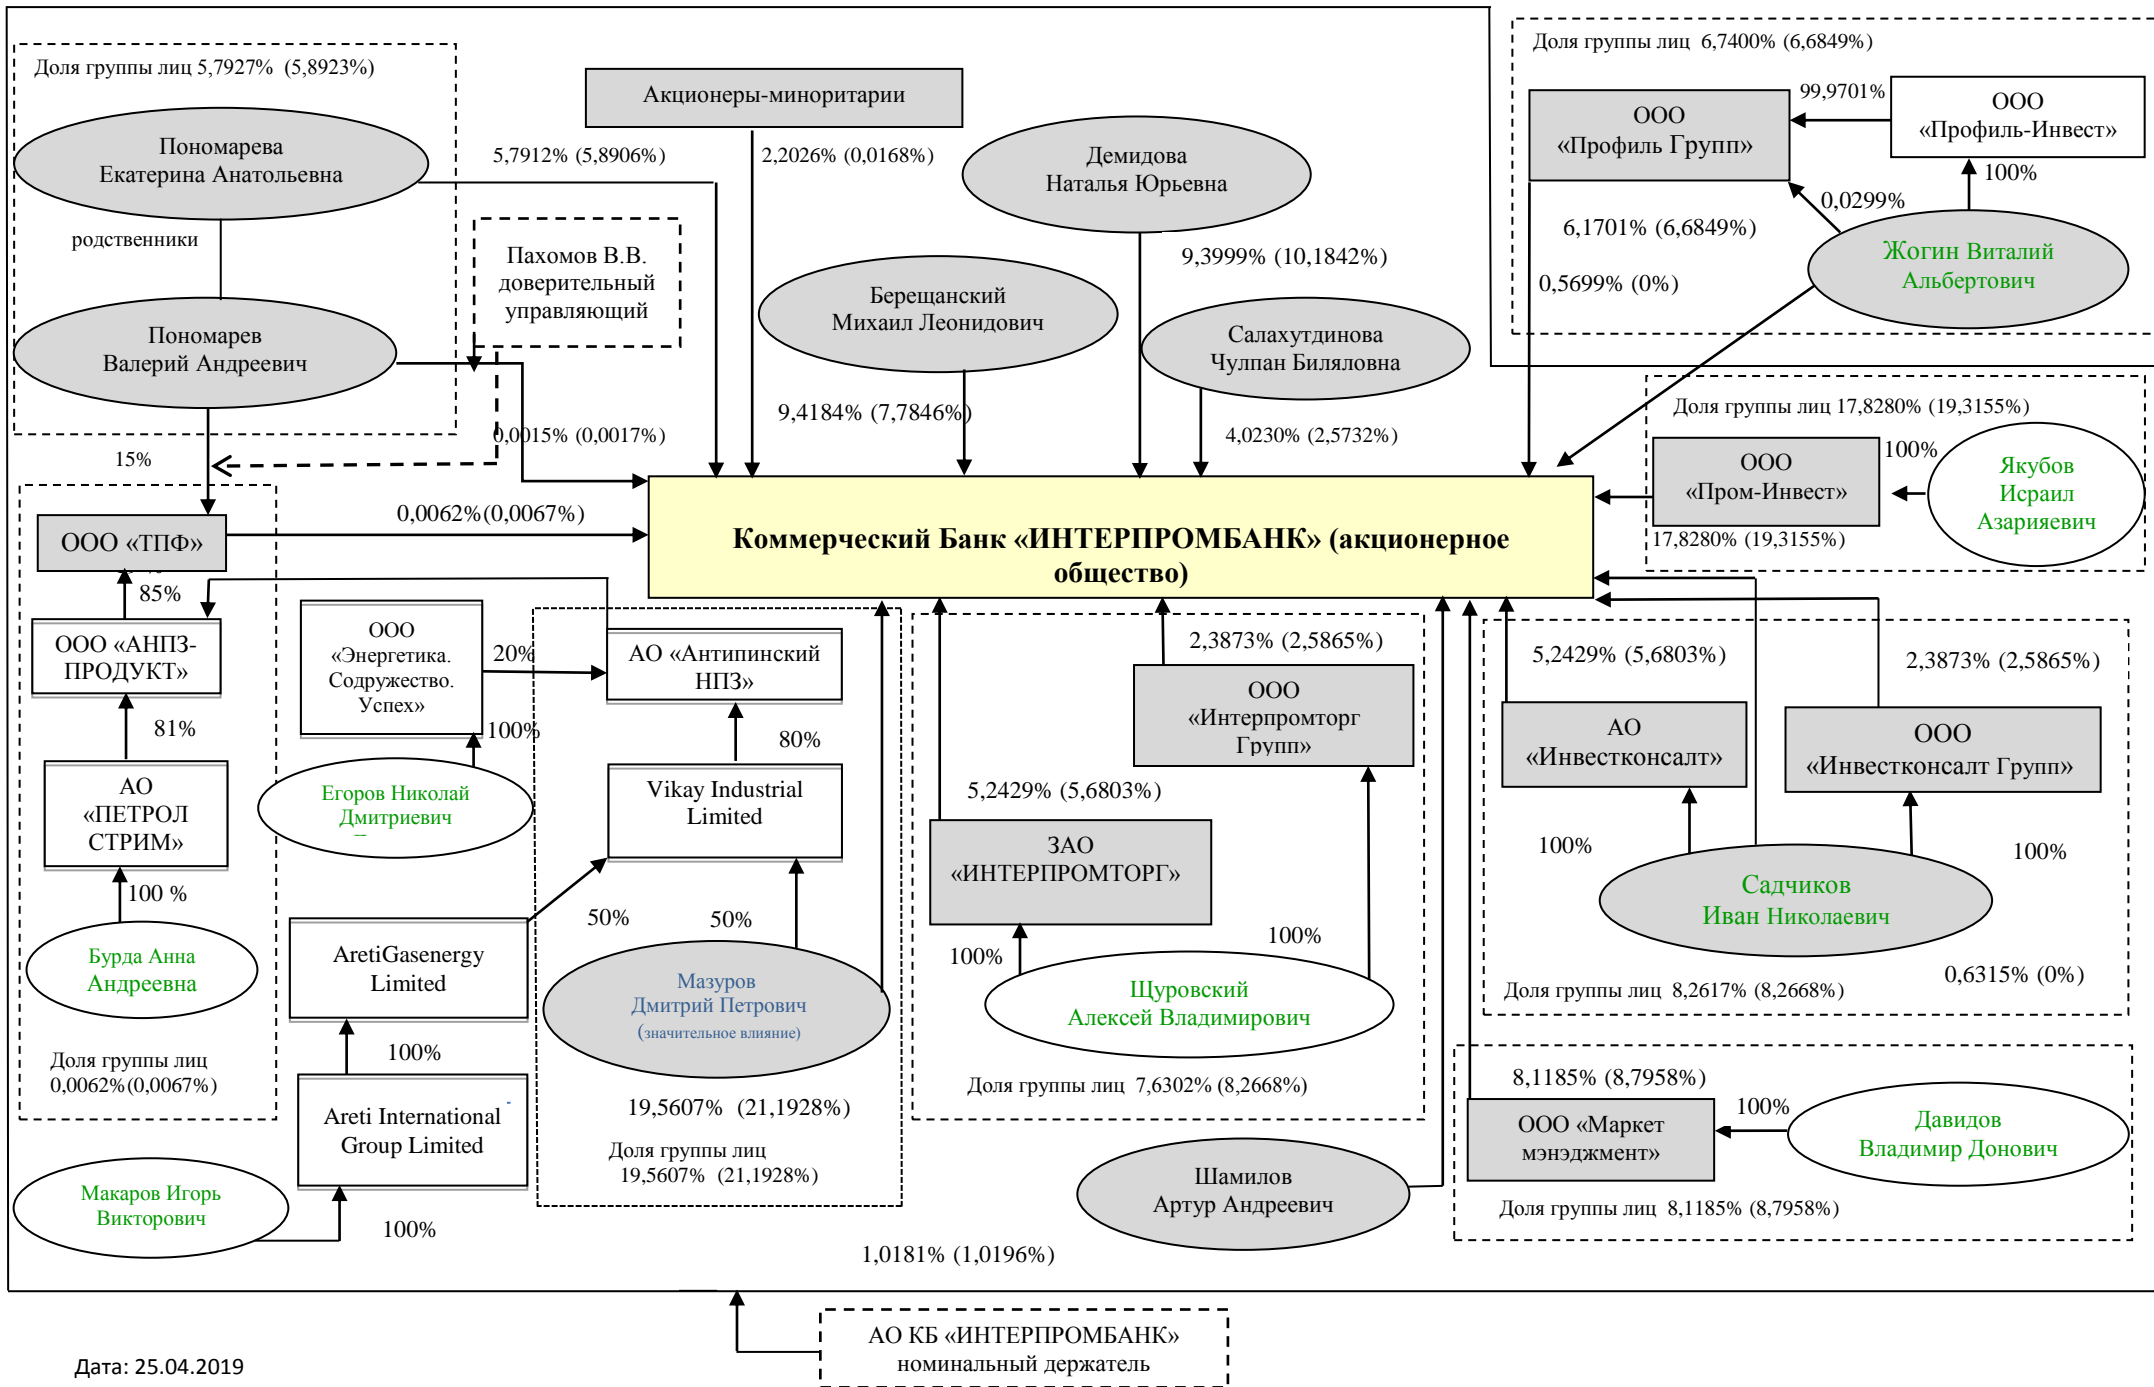 Доля группы лиц 5,7927% (5,8923%)
Пономарева
Екатерина Анатольевна
родственники
Пономарев
Валерий Андреевич
5,7912% (5,8906%)
Пахомов В.В.
доверительный
управляющий
0,0015% (0,0017%)
15%
Акционеры-миноритарии
2,2026% (0,0168%)
Демидова
Наталья Юрьевна
9,3999% (10,1842%)
Берещанский
Михаил Леонидович
9,4184% (7,7846%)
Салахутдинова
Чулпан Биляловна
4,0230% (2,5732%)
Доля группы лиц 6,7400% (6,6849%)
ООО
«Профиль Групп»
99,9701%
ООО
«Профиль-Инвест»
100%
0,0299%
6,1701% (6,6849%)
Жогин Виталий
Альбертович
0,5699% (0%)
Доля группы лиц 17,8280% (19,3155%)
ООО
«Пром-Инвест»
100%
Якубов
Исраил
Азарияевич
17,8280% (19,3155%)
Коммерческий Банк «ИНТЕРПРОМБАНК» (акционерное
общество)
0,0062%(0,0067%)
ООО «ТПФ»
85%
ООО «АНПЗ-
ПРОДУКТ»
81%
АО
«ПЕТРОЛ
СТРИМ»
100 %
Бурда Анна
Андреевна
Доля группы лиц
0,0062%(0,0067%)
ООО
«Энергетика.
Содружество.
Успех»
20%
100%
Егоров Николай
Дмитриевич
АО «Антипинский
НПЗ»
80%
Vikay Industrial
Limited
50%
50%
AretiGasenergy
Limited
100%
Areti International
Group Limited
100%
Макаров Игорь
Викторович
Мазуров
Дмитрий Петрович
(значительное влияние)
19,5607% (21,1928%)
Доля группы лиц
19,5607% (21,1928%)
2,3873% (2,5865%)
ООО
«Интерпромторг
Групп»
5,2429% (5,6803%)
ЗАО
«ИНТЕРПРОМТОРГ»
100%
100%
Щуровский
Алексей Владимирович
Доля группы лиц 7,6302% (8,2668%)
Шамилов
Артур Андреевич
1,0181% (1,0196%)
5,2429% (5,6803%)
2,3873% (2,5865%)
АО
«Инвестконсалт»
ООО
«Инвестконсалт Групп»
100%
100%
Садчиков
Иван Николаевич
0,6315% (0%)
Доля группы лиц 8,2617% (8,2668%)
8,1185% (8,7958%)
ООО «Маркет
мэнэджмент»
100%
Давидов
Владимир Донович
Доля группы лиц 8,1185% (8,7958%)
АО КБ «ИНТЕРПРОМБАНК»
номинальный держатель
Дата: 25.04.2019